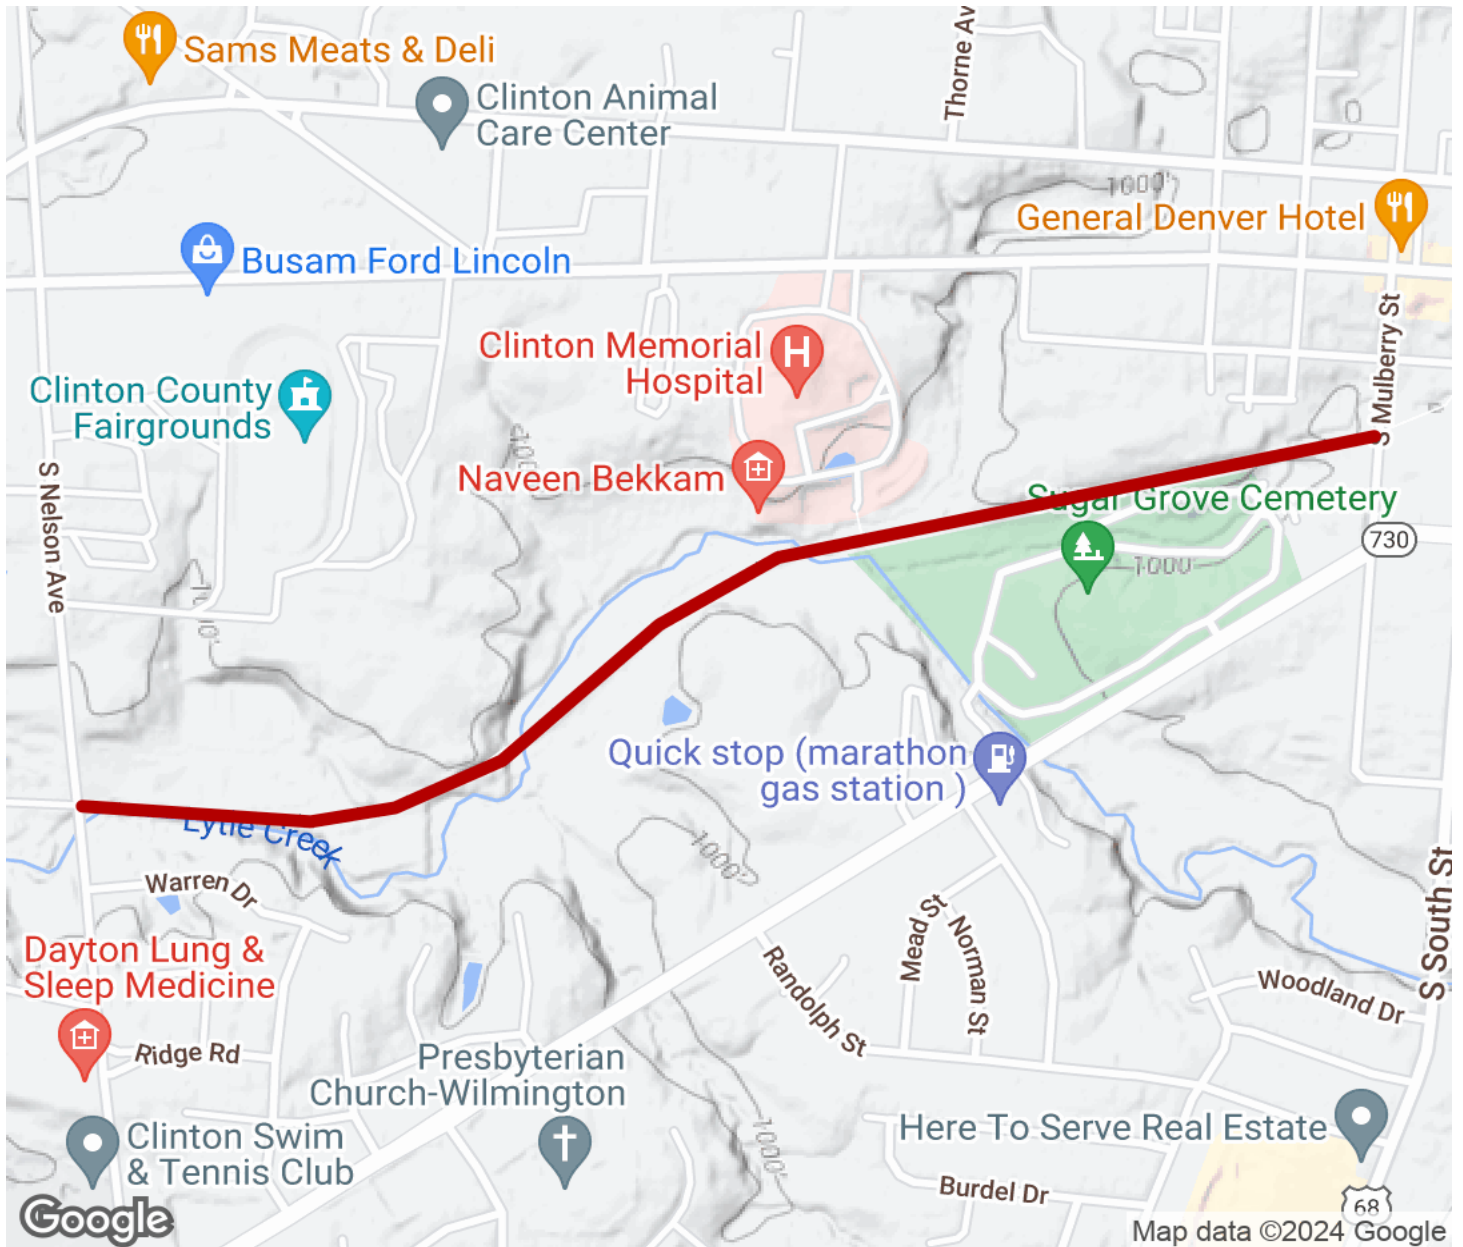 Sams Meats & Deli
Clinton Animal
Care Center
Thorne Av
1000'
General Denver Hotel
Busam Ford Lincoln
S Mulberry St
Clinton Memorial
Hospital
Clinton County
Fairgrounds
Naveen Bekkam
Sugar Grove Cemetery
S Nelson Ave
730
1000
Quick stop (marathon
gas station )
Lytle Creek
1000'
Warren Dr
Mead St
Norman St
S South St
Dayton Lung &
Sleep Medicine
Randolph St
Woodland Dr
Ridge Rd
Presbyterian
Church-Wilmington
1000'
Here To Serve Real Estate
Clinton Swim
& Tennis Club
Burdel Dr
68
Google
Map data ©2024 Google